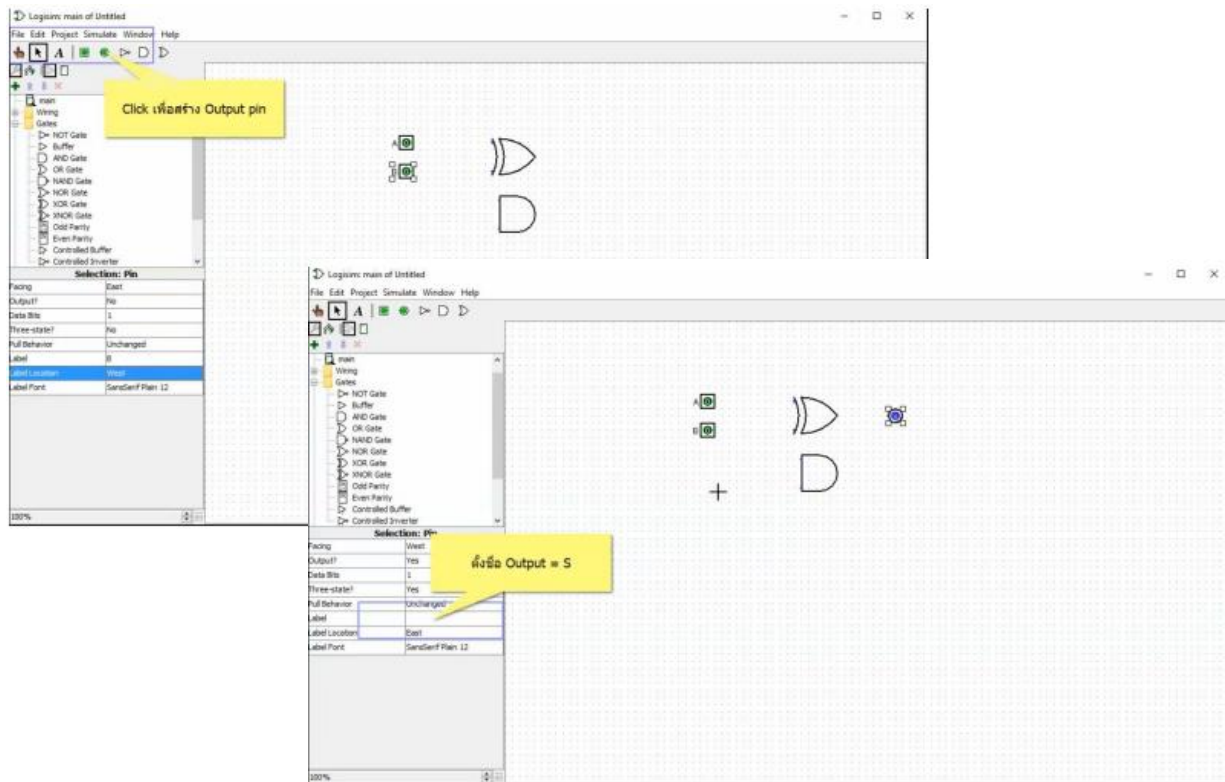 Logisim: main of Untitled
File Edit Project Simulate Window Help
A
Click เพื่อสร้าง Output pin
main
Wiring
Gates
NOT Gate
Buffer
AND Gate
OR Gate
NAND Gate
NOR Gate
XOR Gate
XNOR Gate
Odd Parity
Even Parity
Controlled Buffer
Controlled Inverter
Selection: Pin
Facing East
Output? No
Data Bits 1
Three-state? No
Pull Behavior Unchanged
Label B
Label Location West
Label Font SansSerif Plain 12
100%
A
B
Logisim: main of Untitled
File Edit Project Simulate Window Help
A
main
Wiring
Gates
NOT Gate
Buffer
AND Gate
OR Gate
NAND Gate
NOR Gate
XOR Gate
XNOR Gate
Odd Parity
Even Parity
Controlled Buffer
Controlled Inverter
Selection: Pin
Facing West
Output? Yes
Data Bits 1
Three-state? Yes
Pull Behavior Unchanged
Label
Label Location East
Label Font SansSerif Plain 12
ตั้งชื่อ Output = S
100%
A
B